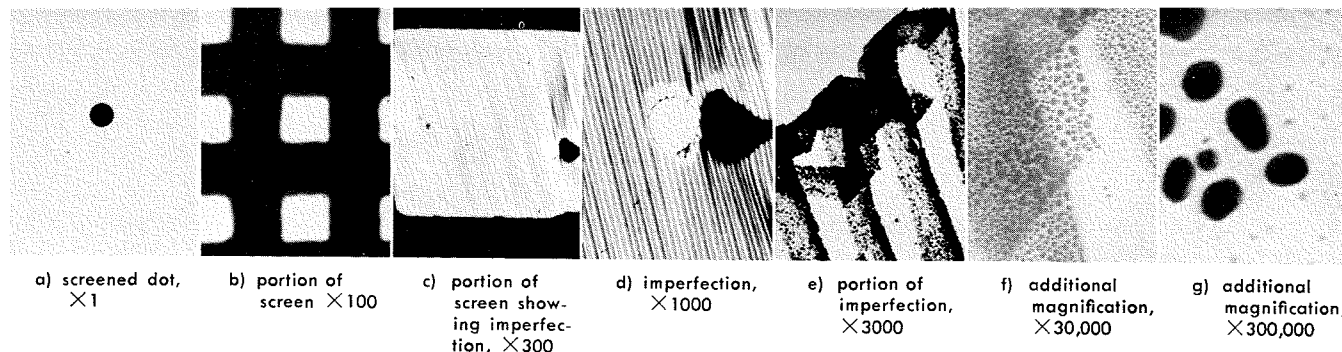 a) screened dot,
×1
b) portion of
screen ×100
c) portion of
screen show-
ing imperfec-
tion, ×300
d) imperfection,
×1000
e) portion of
imperfection,
×3000
f) additional
magnification,
×30,000
g) additional
magnification,
×300,000